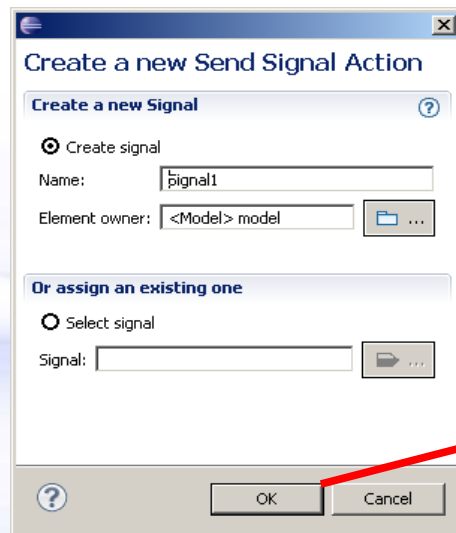 Create a new Send Signal Action
Create a new Signal
Create signal
Name: Signal1
Element owner: <Model> model ...
Or assign an existing one
Select signal
Signal: ...
OK Cancel